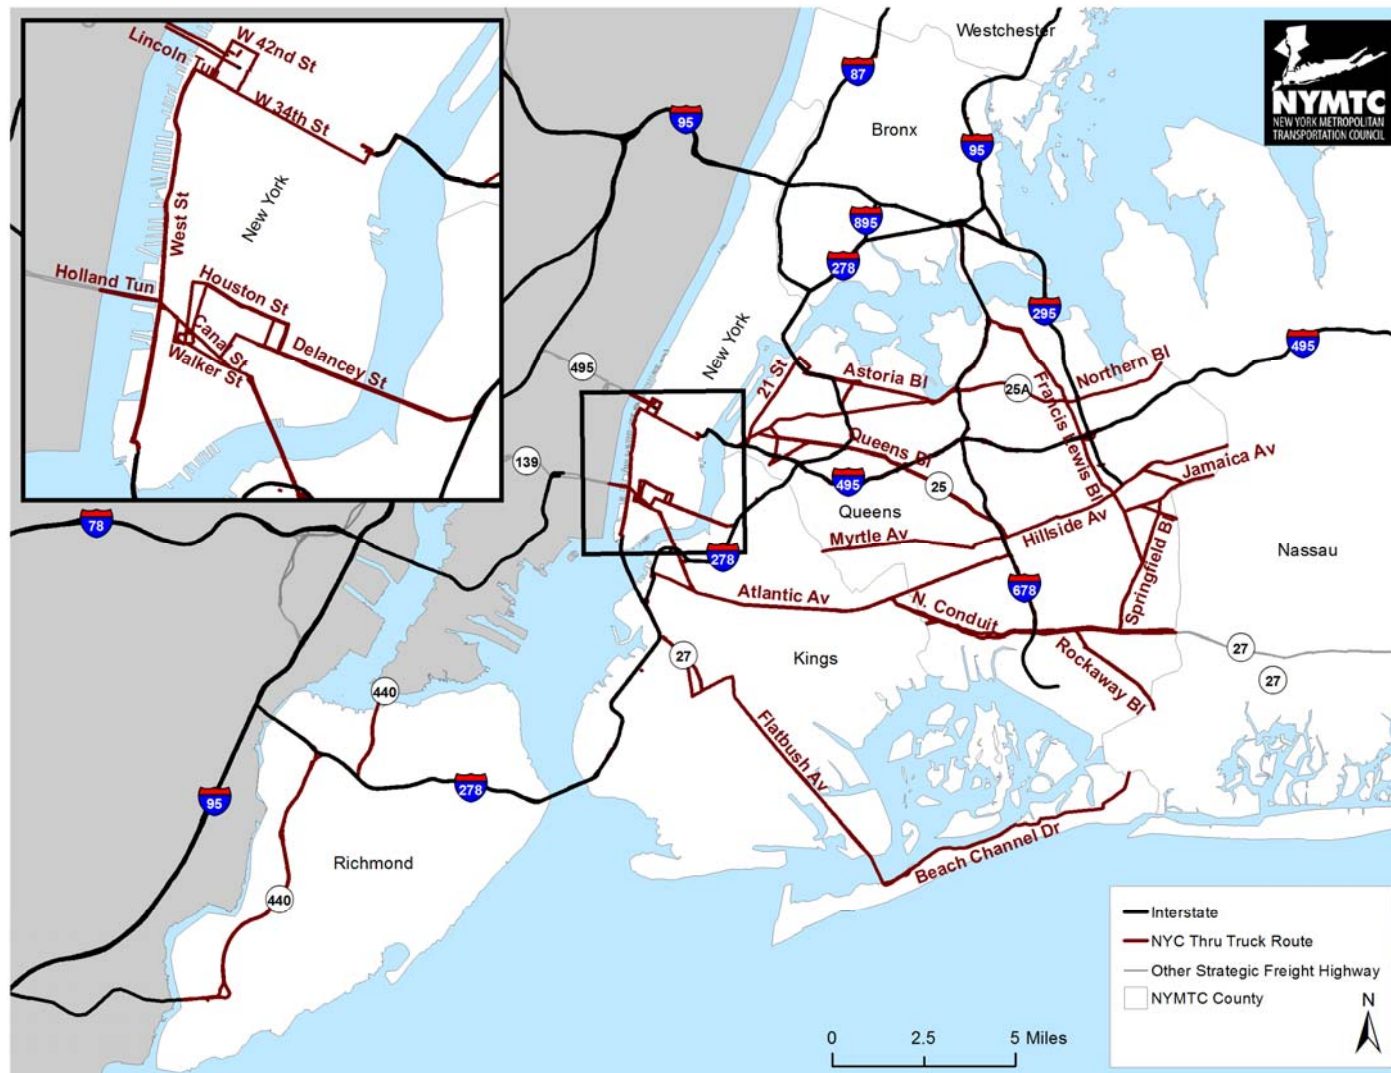 W 42nd St
Lincoln Tun
W 34th St
West St
New York
Holland Tun
Houston St
Canal St
Walker St
Delancey St
Westchester
87
Bronx
95
95
895
278
295
495
NYMTC
NEW YORK METROPOLITAN
TRANSPORTATION COUNCIL
New York
495
21 St
Astoria Bl
25A
Northern Bl
Francis Lewis Bl
Queens Bl
139
495
25
Jamaica Av
Queens
Hillside Av
78
Myrtle Av
278
Nassau
Springfield Bl
678
Atlantic Av
N. Conduit
Kings
27
Rockaway Bl
27
27
440
Flatbush Av
278
95
Beach Channel Dr
Richmond
440
Interstate
NYC Thru Truck Route
Other Strategic Freight Highway
NYMTC County
N
0 2.5 5 Miles